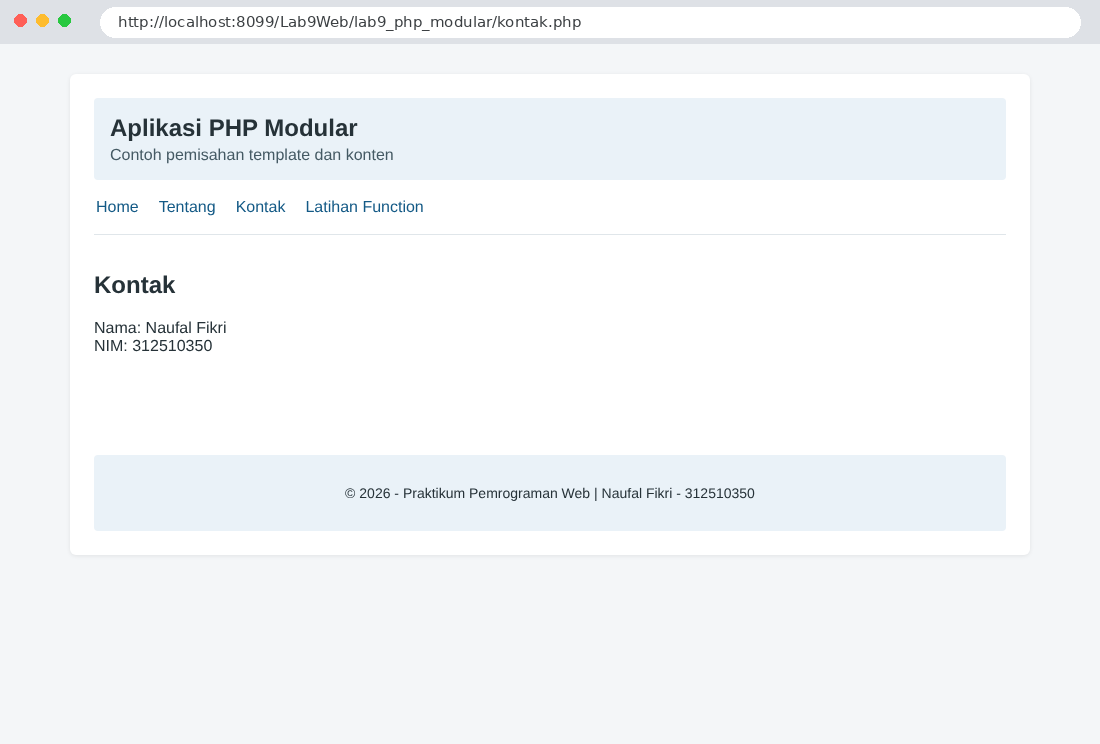 http://localhost:8099/Lab9Web/lab9_php_modular/kontak.php
Aplikasi PHP Modular
Contoh pemisahan template dan konten
Home Tentang Kontak Latihan Function
Kontak
Nama: Naufal Fikri
NIM: 312510350
© 2026 - Praktikum Pemrograman Web | Naufal Fikri - 312510350